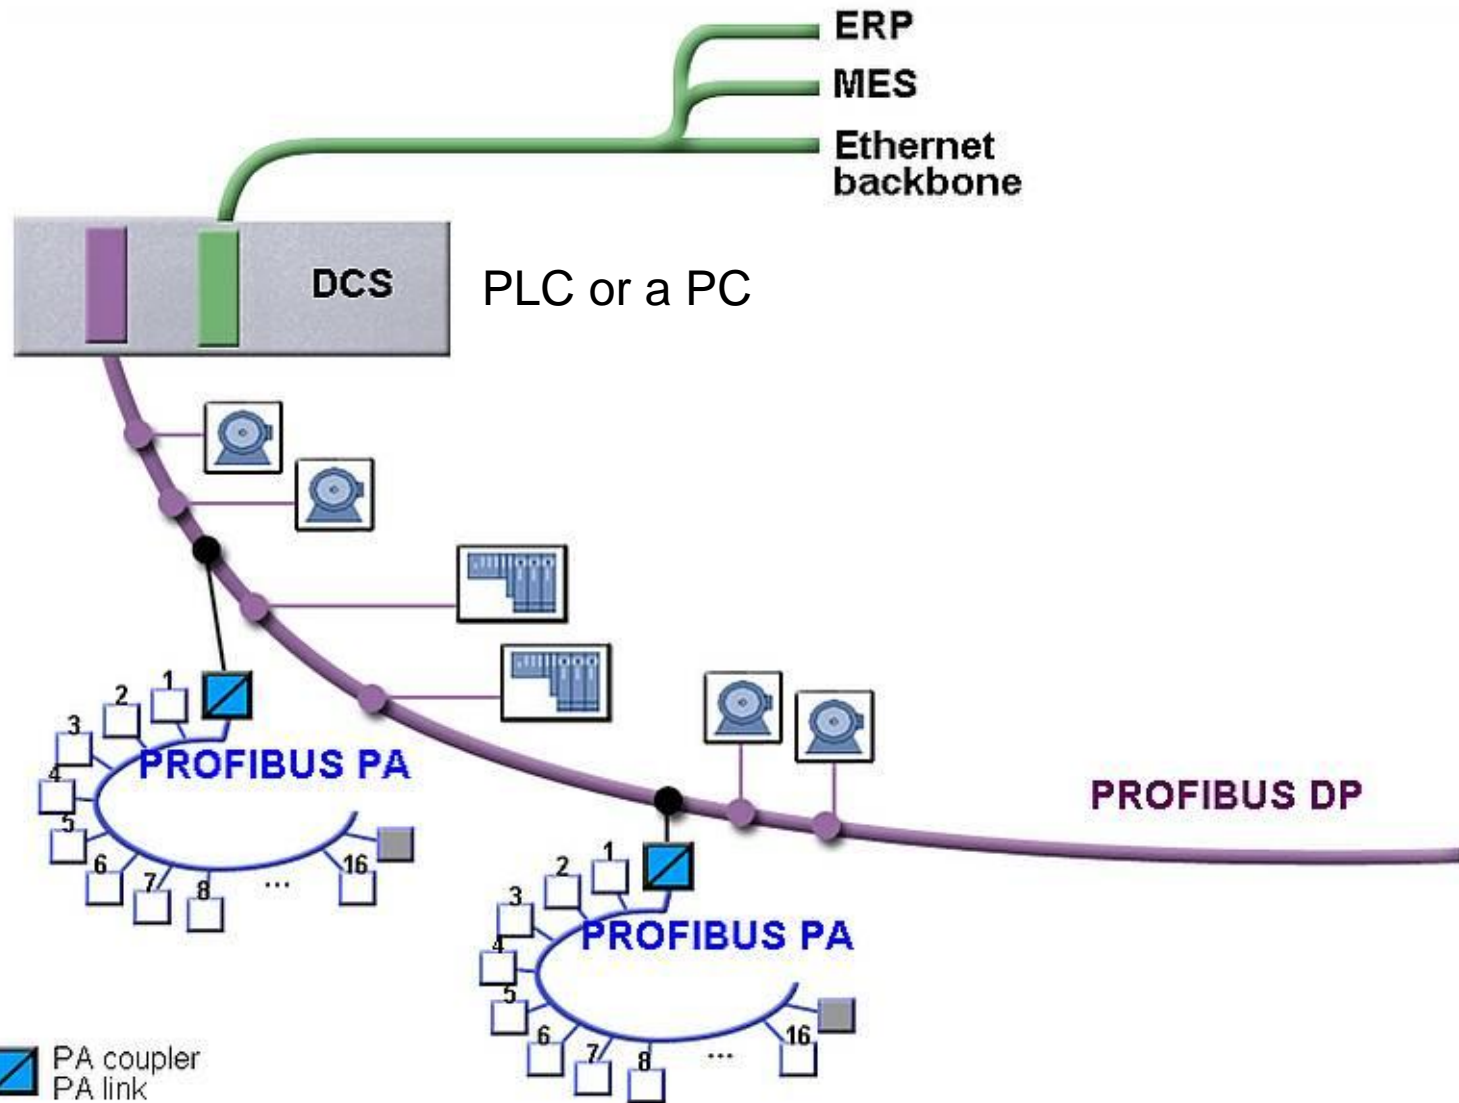 ERP
MES
Ethernet
backbone
DCS
PLC or a PC
1
2
3
4
5
6
7
8
...
16
PROFIBUS PA
PROFIBUS DP
1
2
3
4
5
6
7
8
...
16
PROFIBUS PA
PA coupler
PA link